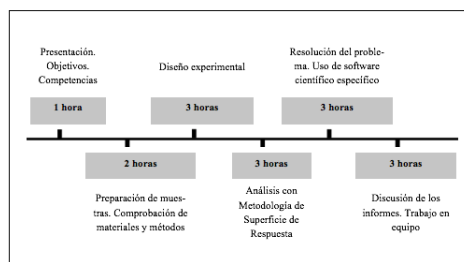 Presentación.
Objetivos.
Competencias
Diseño experimental
Resolución del proble-
ma. Uso de software
científico específico
1 hora
3 horas
3 horas
2 horas
3 horas
3 horas
Preparación de mues-
tras. Comprobación de
materiales y métodos
Análisis con
Metodología de
Superficie de
Respuesta
Discusión de los
informes. Trabajo en
equipo